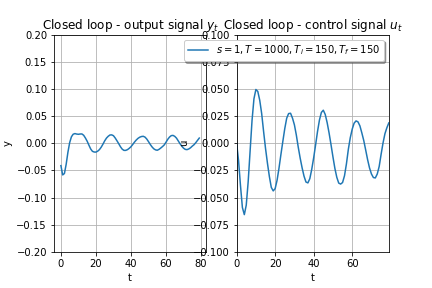 Closed loop - output signal y_t
Closed loop - control signal u_t
s = 1, T = 1000, T_i = 150, T_r = 150
0.20
0.15
0.10
0.05
0.00
−0.05
−0.10
−0.15
−0.20
y
0 20 40 60 80
t
0.100
0.075
0.050
0.025
0.000
−0.025
−0.050
−0.075
−0.100
u
0 20 40 60
t